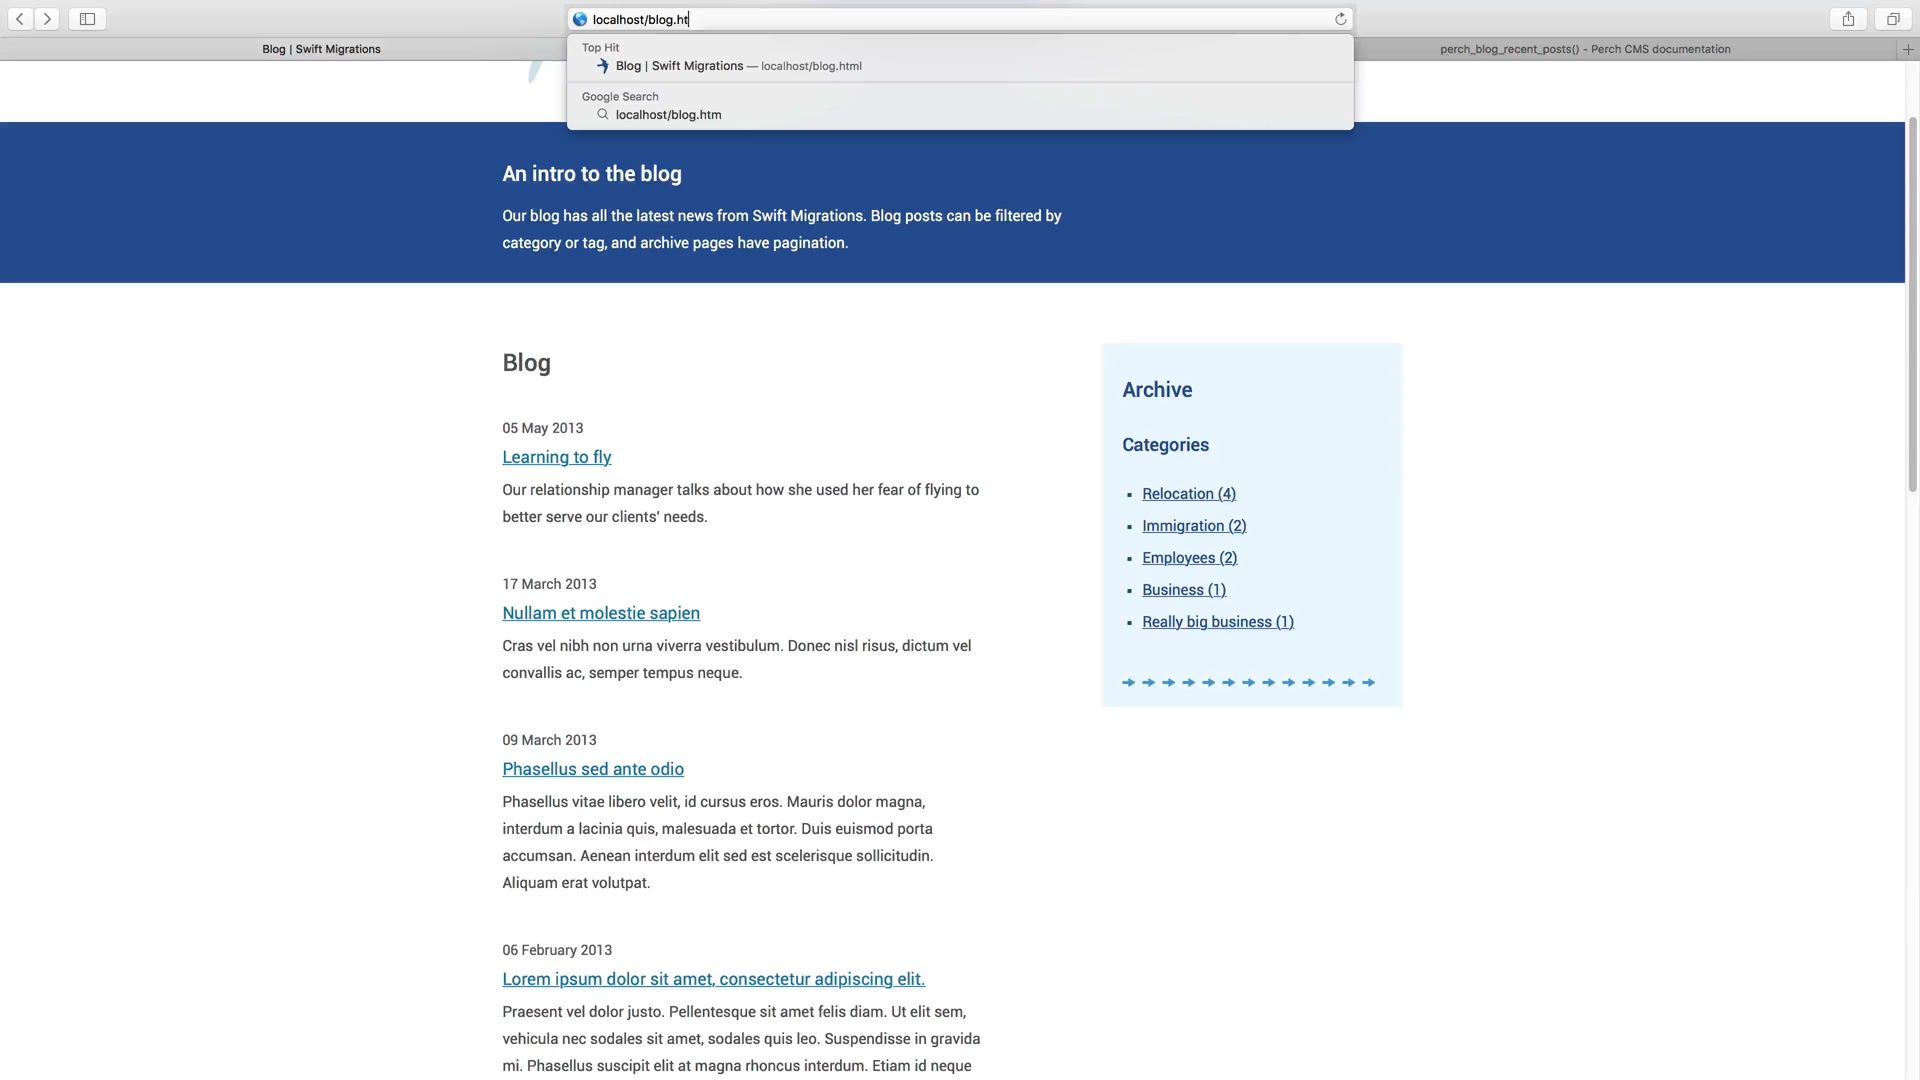 localhost/blog.ht
Blog | Swift Migrations
perch_blog_recent_posts() - Perch CMS documentation
Top Hit
Blog | Swift Migrations — localhost/blog.html
Google Search
localhost/blog.htm
An intro to the blog
Our blog has all the latest news from Swift Migrations. Blog posts can be filtered by
category or tag, and archive pages have pagination.
Blog
05 May 2013
Learning to fly
Our relationship manager talks about how she used her fear of flying to
better serve our clients' needs.
17 March 2013
Nullam et molestie sapien
Cras vel nibh non urna viverra vestibulum. Donec nisl risus, dictum vel
convallis ac, semper tempus neque.
09 March 2013
Phasellus sed ante odio
Phasellus vitae libero velit, id cursus eros. Mauris dolor magna,
interdum a lacinia quis, malesuada et tortor. Duis euismod porta
accumsan. Aenean interdum elit sed est scelerisque sollicitudin.
Aliquam erat volutpat.
06 February 2013
Lorem ipsum dolor sit amet, consectetur adipiscing elit.
Praesent vel dolor justo. Pellentesque sit amet felis diam. Ut elit sem,
vehicula nec sodales sit amet, sodales quis leo. Suspendisse in gravida
mi. Phasellus suscipit elit at magna rhoncus interdum. Etiam id neque
Archive
Categories
Relocation (4)
Immigration (2)
Employees (2)
Business (1)
Really big business (1)